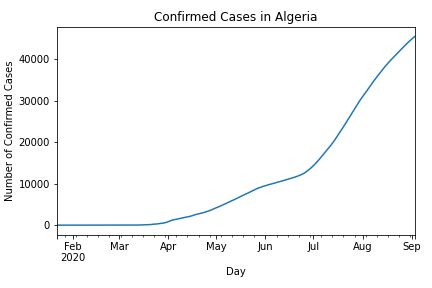 Confirmed Cases in Algeria
Number of Confirmed Cases
40000
30000
20000
10000
0
Feb Mar Apr May Jun Jul Aug Sep
2020
Day